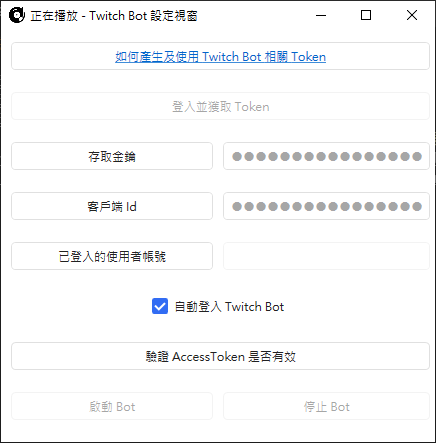 正在播放 - Twitch Bot 設定視窗
如何產生及使用 Twitch Bot 相關 Token
登入並獲取 Token
存取金鑰 ●●●●●●●●●●●●●●●●
客戶端 Id ●●●●●●●●●●●●●●●●
已登入的使用者帳號
自動登入 Twitch Bot
驗證 AccessToken 是否有效
啟動 Bot 停止 Bot